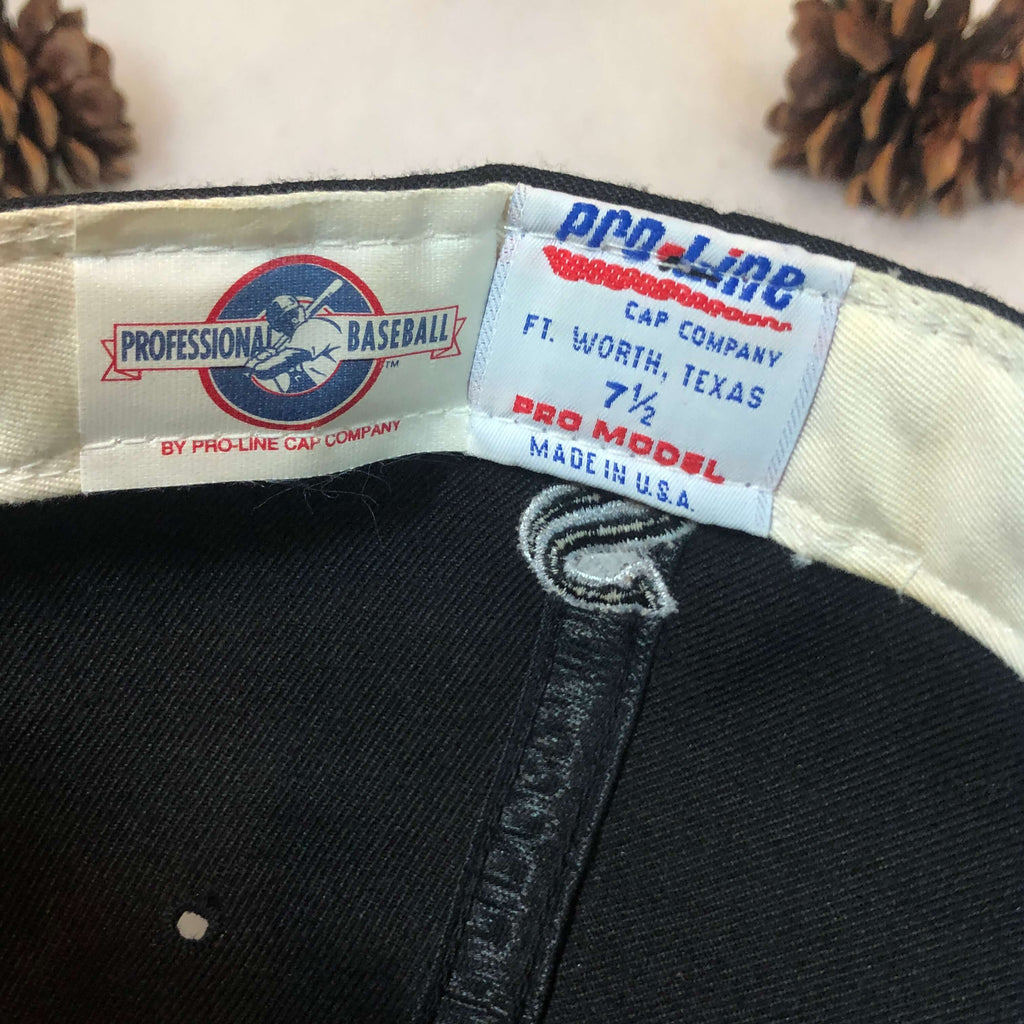 PROFESSIONAL BASEBALL™
BY PRO-LINE CAP COMPANY
PRO-Line
CAP COMPANY
FT. WORTH, TEXAS
7½
PRO MODEL
MADE IN U.S.A.